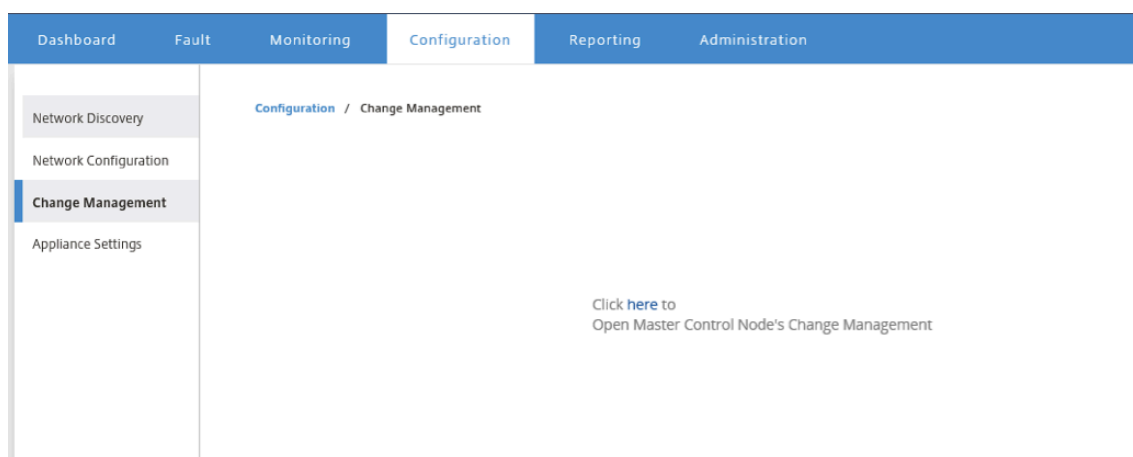 Dashboard Fault Monitoring Configuration Reporting Administration
Network Discovery
Network Configuration
Change Management
Appliance Settings
Configuration / Change Management
Click here to
Open Master Control Node's Change Management